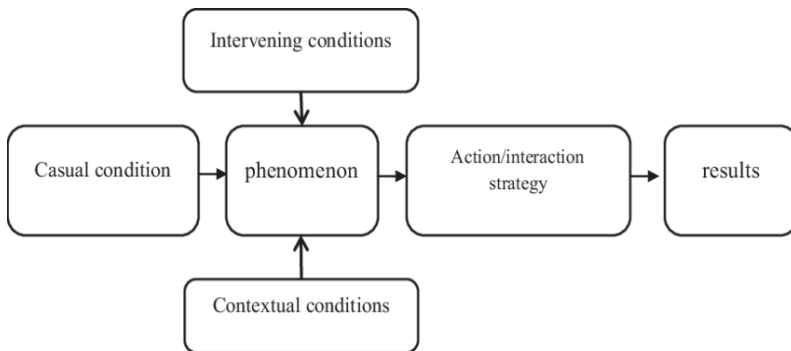 Intervening conditions
Casual condition
phenomenon
Action/interaction
strategy
results
Contextual conditions